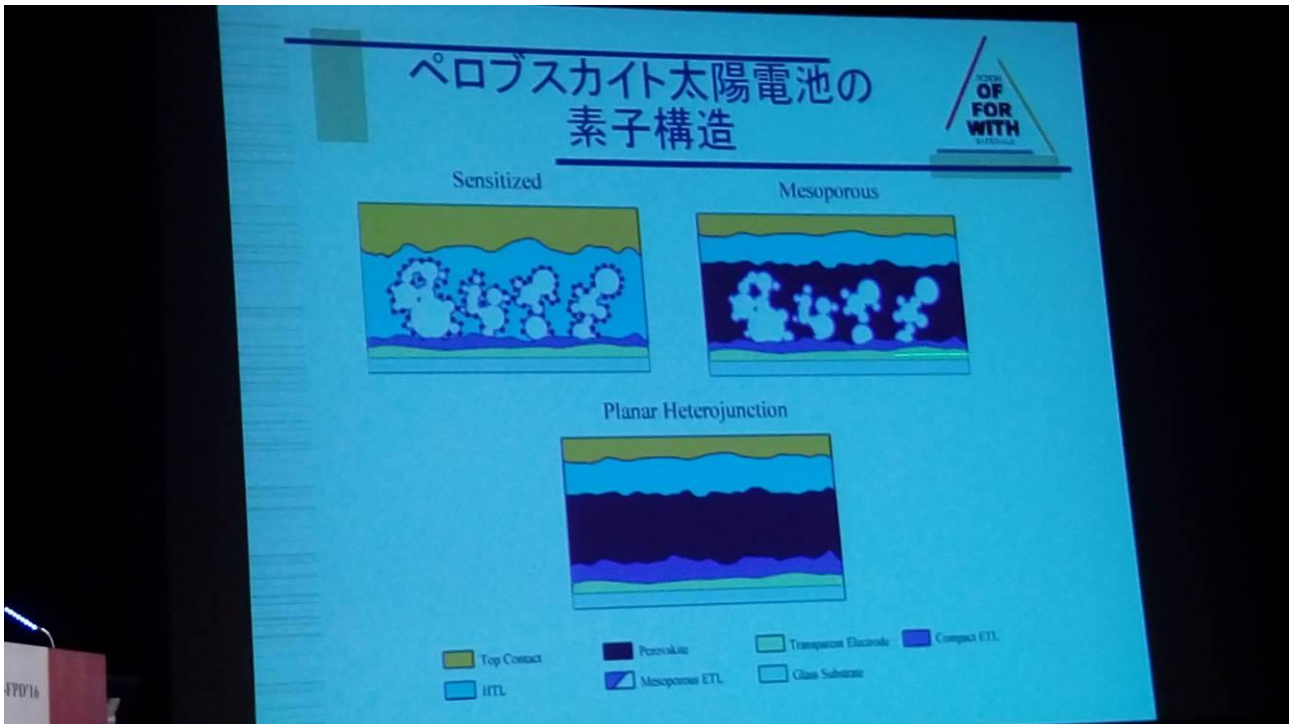 ペロブスカイト太陽電池の
素子構造
OF
FOR
WITH
Sensitized
Mesoporous
Planar Heterojunction
Top Contact
Perovskite
Transparent Electrode
Compact ETL
HTL
Mesoporous ETL
Glass Substrate
-FPD'16